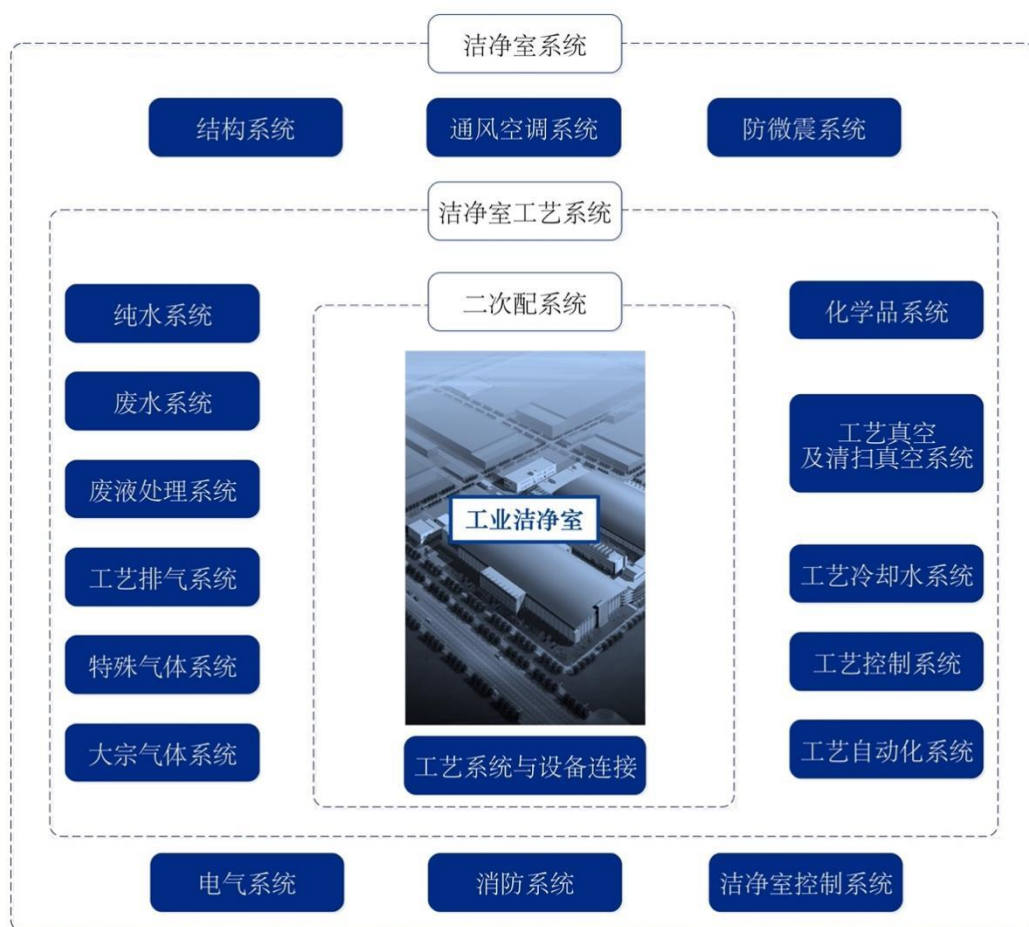 洁净室系统
结构系统
通风空调系统
防微震系统
洁净室工艺系统
纯水系统
废水系统
废液处理系统
工艺排气系统
特殊气体系统
大宗气体系统
二次配系统
工业洁净室
工艺系统与设备连接
化学品系统
工艺真空
及清扫真空系统
工艺冷却水系统
工艺控制系统
工艺自动化系统
电气系统
消防系统
洁净室控制系统